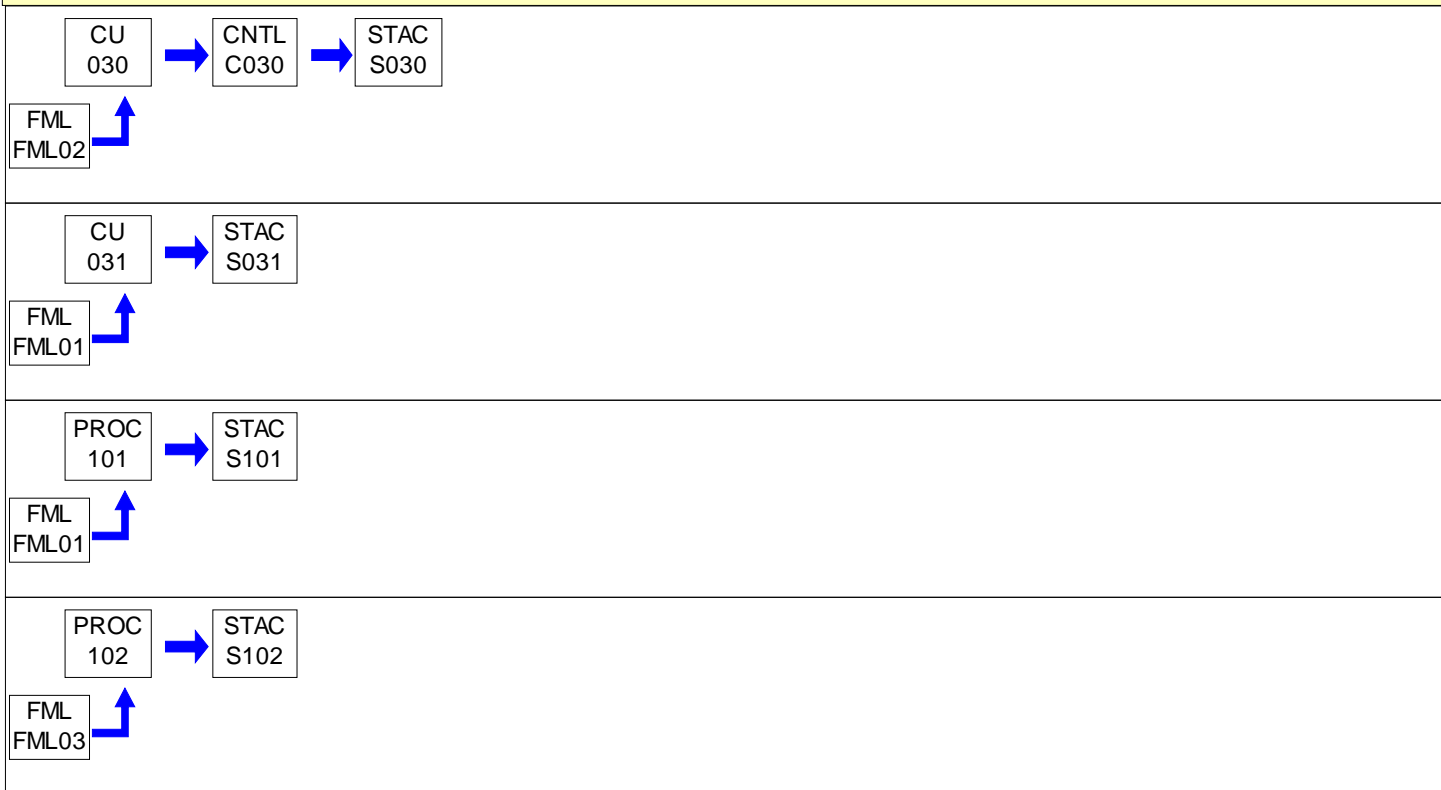 CU
030
CNTL
C030
STAC
S030
FML
FML02
CU
031
STAC
S031
FML
FML01
PROC
101
STAC
S101
FML
FML01
PROC
102
STAC
S102
FML
FML03